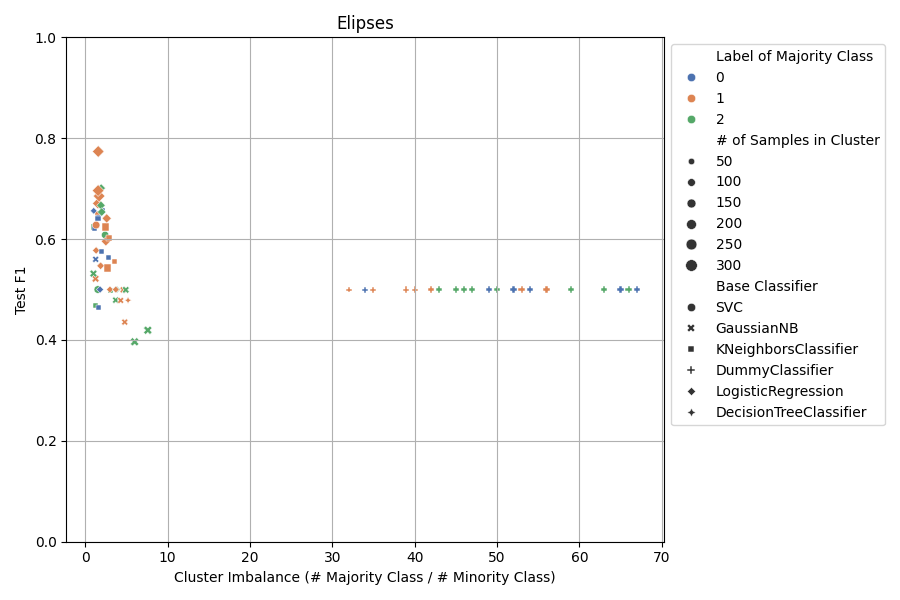 Elipses
1.0
0.8
0.6
0.4
0.2
0.0
Test F1
0 10 20 30 40 50 60 70
Cluster Imbalance (# Majority Class / # Minority Class)
Label of Majority Class
0
1
2
# of Samples in Cluster
50
100
150
200
250
300
Base Classifier
SVC
GaussianNB
KNeighborsClassifier
DummyClassifier
LogisticRegression
DecisionTreeClassifier